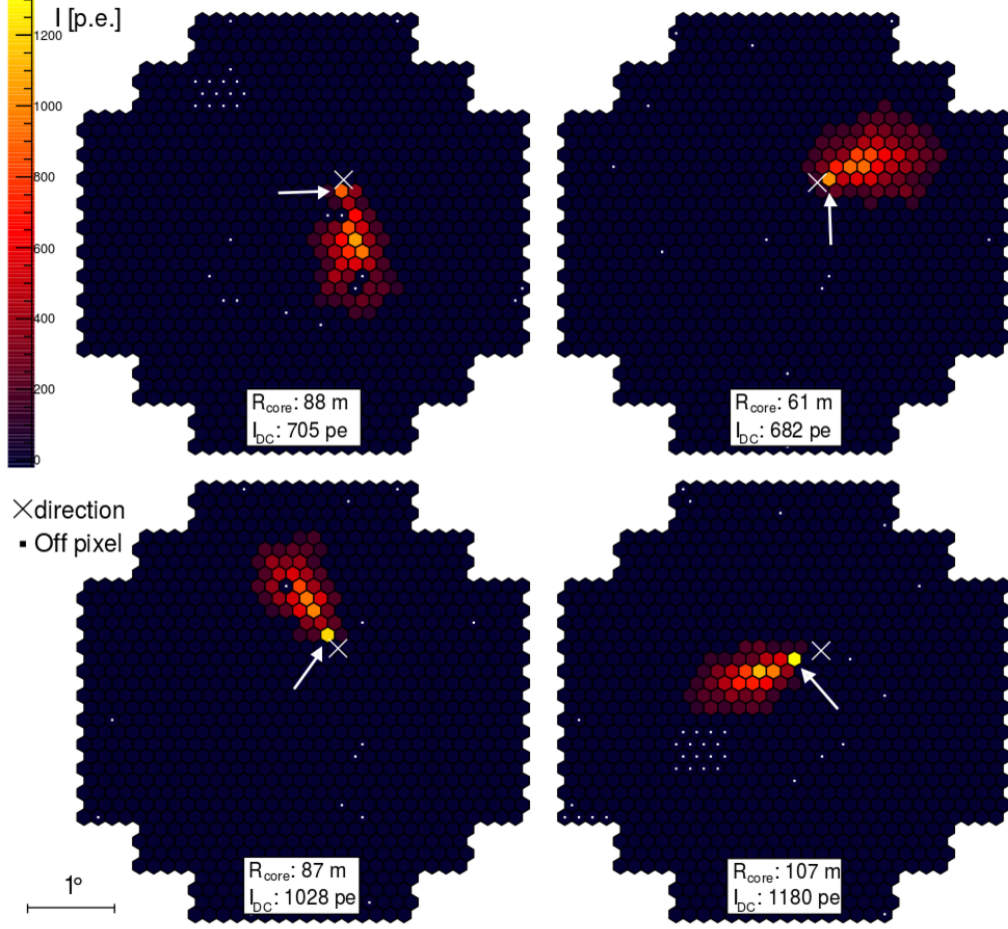 I [p.e.]
1200
1000
800
600
400
200
0
R_core: 88 m
I_DC: 705 pe
R_core: 61 m
I_DC: 682 pe
×direction
▪ Off pixel
1°
R_core: 87 m
I_DC: 1028 pe
R_core: 107 m
I_DC: 1180 pe